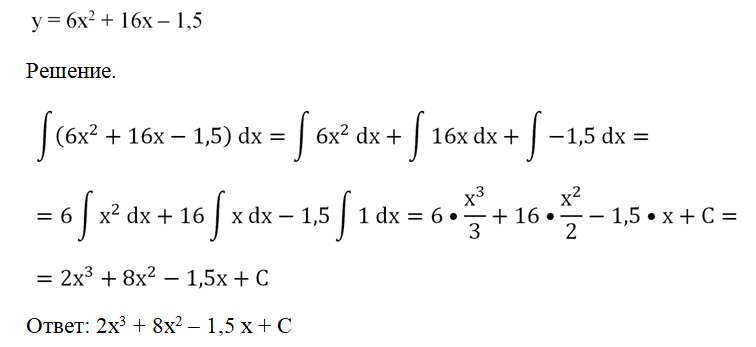 y = 6x² + 16x – 1,5
Решение.
∫(6x² + 16x − 1,5) dx = ∫ 6x² dx + ∫ 16x dx + ∫ −1,5 dx =
= 6 ∫ x² dx + 16 ∫ x dx − 1,5 ∫ 1 dx = 6 • x³/3 + 16 • x²/2 − 1,5 • x + C =
= 2x³ + 8x² − 1,5x + C
Ответ: 2x³ + 8x² – 1,5 x + C